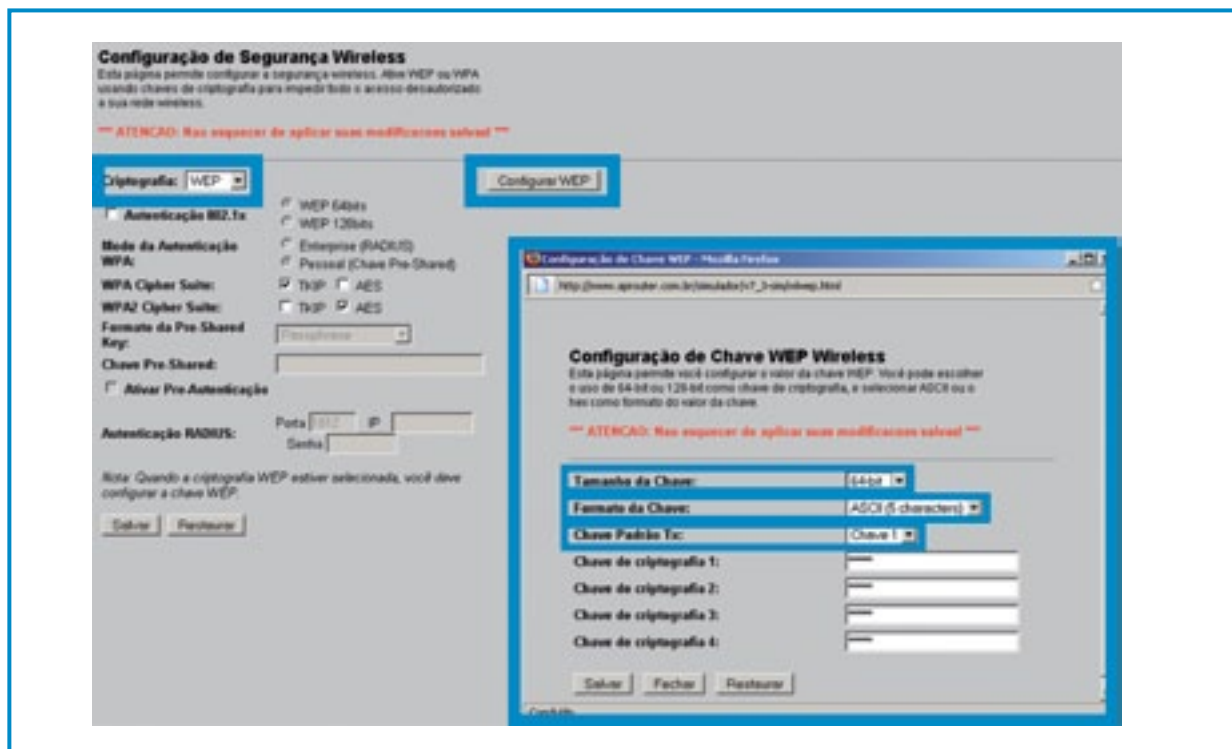 Configuração de Segurança Wireless
Esta página permite configurar a segurança wireless. Ative WEP ou WPA
usando chaves de criptografia para impedir todo o acesso desautorizado
a sua rede wireless.
*** ATENCAO: Nao esquecer de aplicar suas modificacoes salvas! ***
Criptografia: WEP
Configurar WEP
Autenticação 802.1x
WEP 64bits
WEP 128bits
Modo da Autenticação
WPA:
Enterprise (RADIUS)
Pessoal (Chave Pre-Shared)
WPA Cipher Suite: TKIP AES
WPA2 Cipher Suite: TKIP AES
Formato da Pre-Shared
Key:
Passphrase
Chave Pre-Shared:
Ativar Pre-Autenticação
Autenticação RADIUS:
Porta 1812 IP
Senha
Nota: Quando a criptografia WEP estiver selecionada, você deve
configurar a chave WEP.
Salvar Restaurar
Configuração de Chave WEP - Mozilla Firefox
Configuração de Chave WEP Wireless
Esta página permite você configurar o valor da chave WEP. Você pode escolher
o uso de 64-bit ou 128-bit como chave de criptografia, e selecionar ASCII ou o
hex como formato do valor da chave.
*** ATENCAO: Nao esquecer de aplicar suas modificacoes salvas! ***
Tamanho da Chave: 64-bit
Formato da Chave: ASCII (5 characters)
Chave Padrão Tx: Chave 1
Chave de criptografia 1: *****
Chave de criptografia 2: *****
Chave de criptografia 3: *****
Chave de criptografia 4: *****
Salvar Fechar Restaurar
Concluído